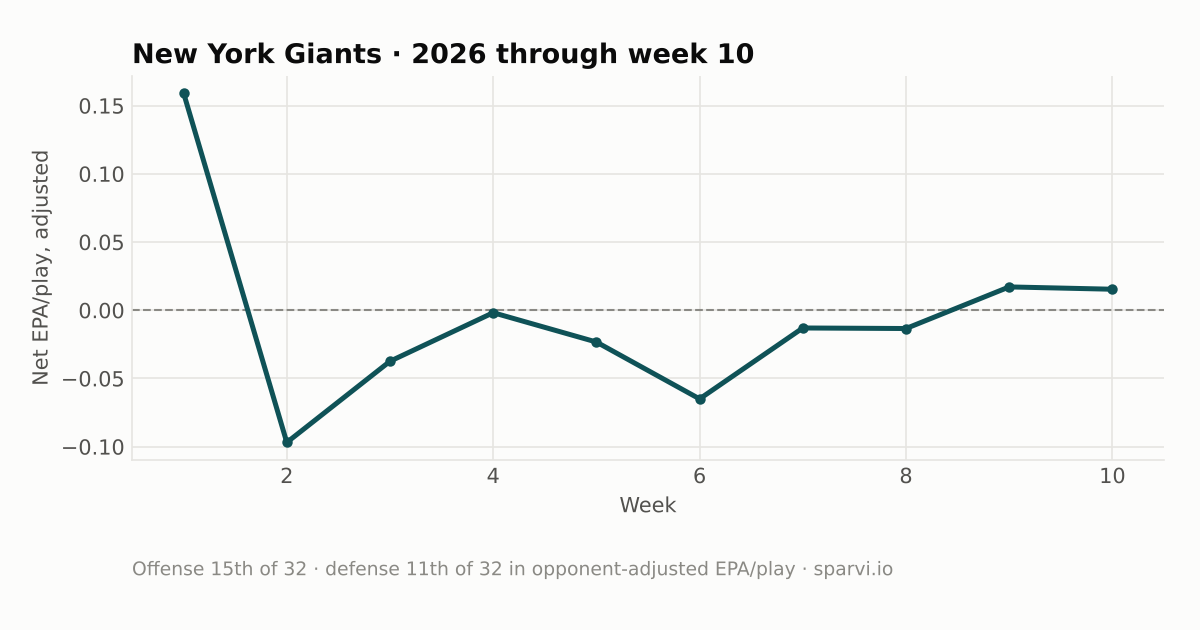 New York Giants · 2026 through week 10
Net EPA/play, adjusted
0.15
0.10
0.05
0.00
−0.05
−0.10
2 4 6 8 10
Week
Offense 15th of 32 · defense 11th of 32 in opponent-adjusted EPA/play · sparvi.io